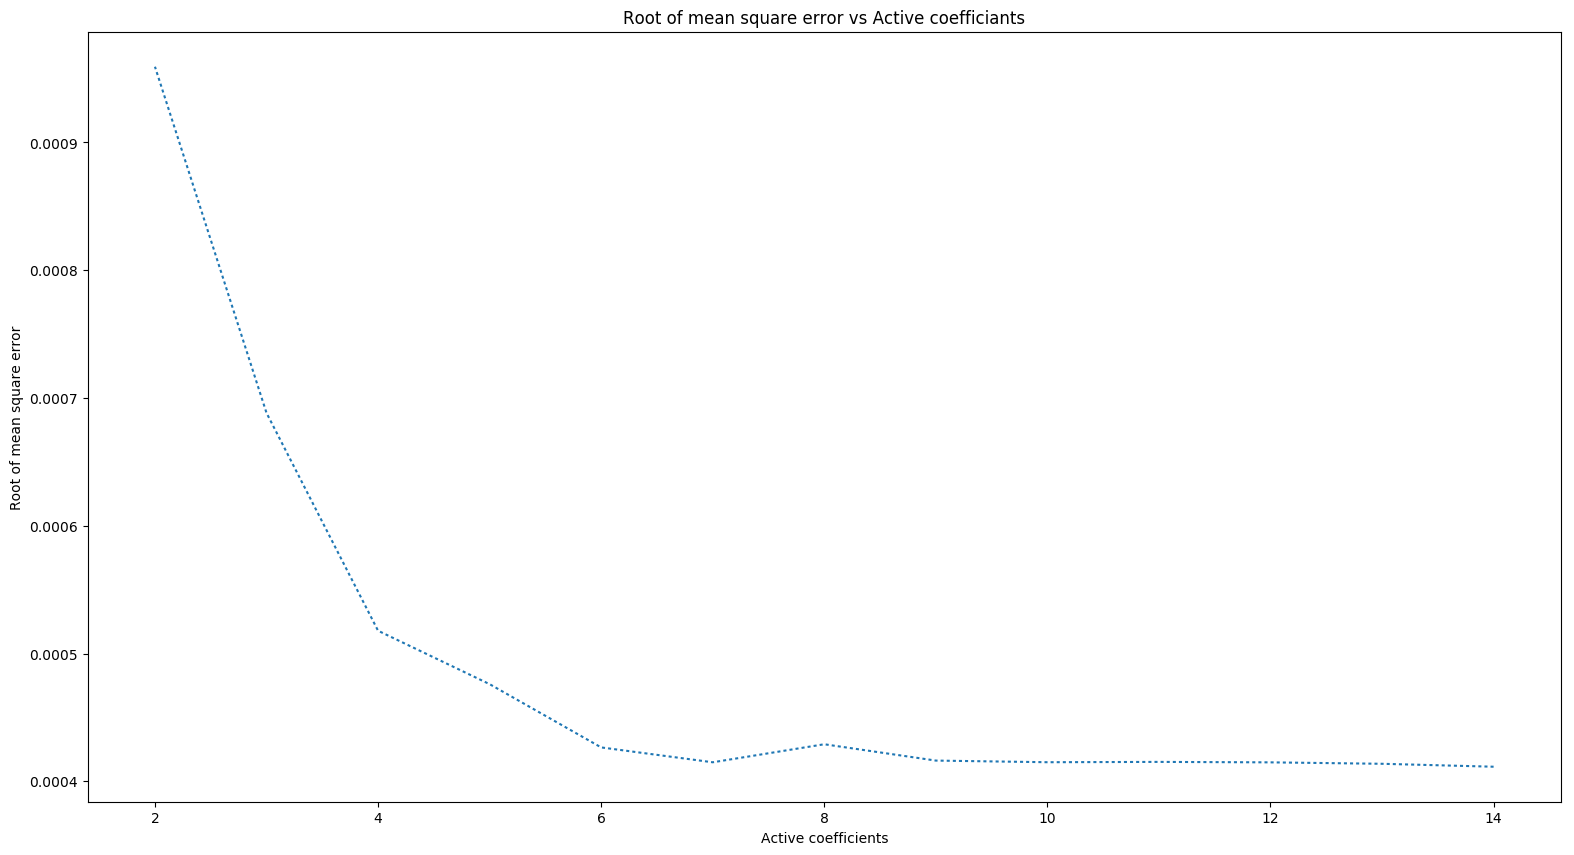 Root of mean square error vs Active coefficiants
Root of mean square error
0.0009
0.0008
0.0007
0.0006
0.0005
0.0004
2 4 6 8 10 12 14
Active coefficients